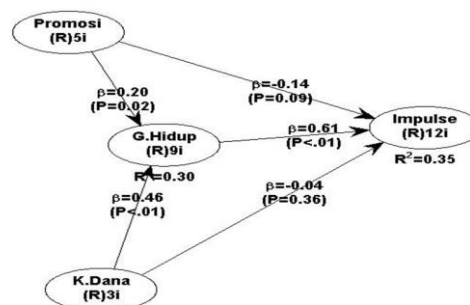 Promosi
(R)5i
β=-0.14
(P=0.09)
β=0.20
(P=0.02)
Impulse
(R)12i
β=0.61
(P<.01)
G.Hidup
(R)9i
R²=0.35
R²=0.30
β=0.46
(P<.01)
β=-0.04
(P=0.36)
K.Dana
(R)3i